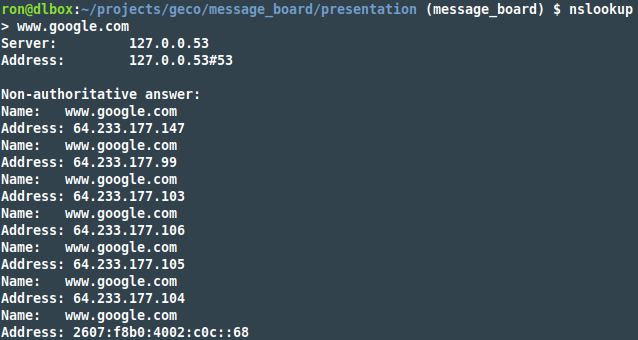 ron@dlbox:~/projects/geco/message_board/presentation (message_board) $ nslookup
> www.google.com
Server:         127.0.0.53
Address:        127.0.0.53#53
Non-authoritative answer:
Name:   www.google.com
Address: 64.233.177.147
Name:   www.google.com
Address: 64.233.177.99
Name:   www.google.com
Address: 64.233.177.103
Name:   www.google.com
Address: 64.233.177.106
Name:   www.google.com
Address: 64.233.177.105
Name:   www.google.com
Address: 64.233.177.104
Name:   www.google.com
Address: 2607:f8b0:4002:c0c::68